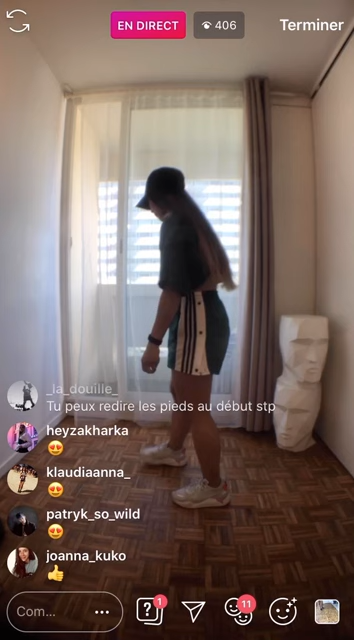 EN DIRECT
406
Terminer
_la_douille_
Tu peux redire les pieds au début stp
heyzakharka
klaudiaanna_
patryk_so_wild
joanna_kuko
Com...
1
11